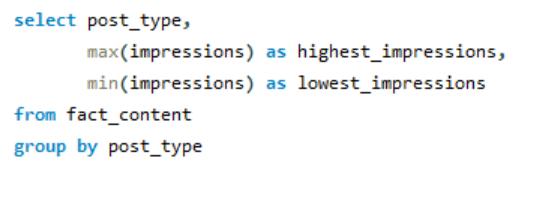 select post_type,
       max(impressions) as highest_impressions,
       min(impressions) as lowest_impressions
from fact_content
group by post_type